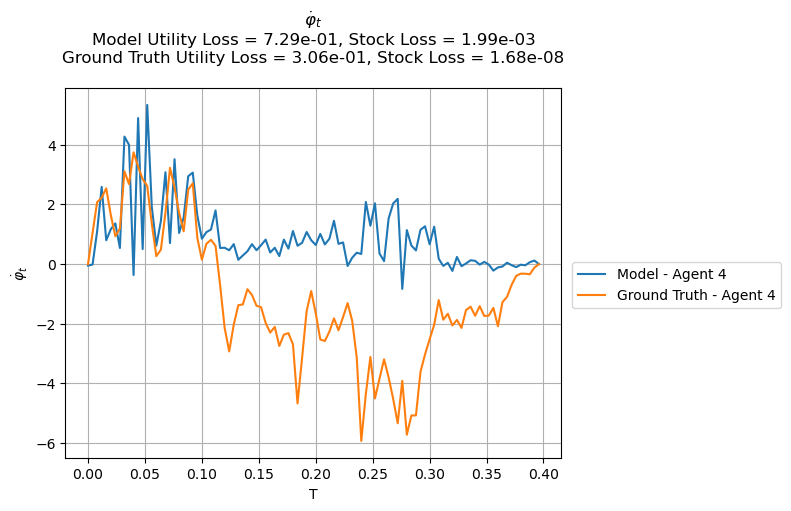 φ̇ₜ
Model Utility Loss = 7.29e-01, Stock Loss = 1.99e-03
Ground Truth Utility Loss = 3.06e-01, Stock Loss = 1.68e-08
4
2
0
−2
−4
−6
φ̇ₜ
0.00 0.05 0.10 0.15 0.20 0.25 0.30 0.35 0.40
T
Model - Agent 4
Ground Truth - Agent 4